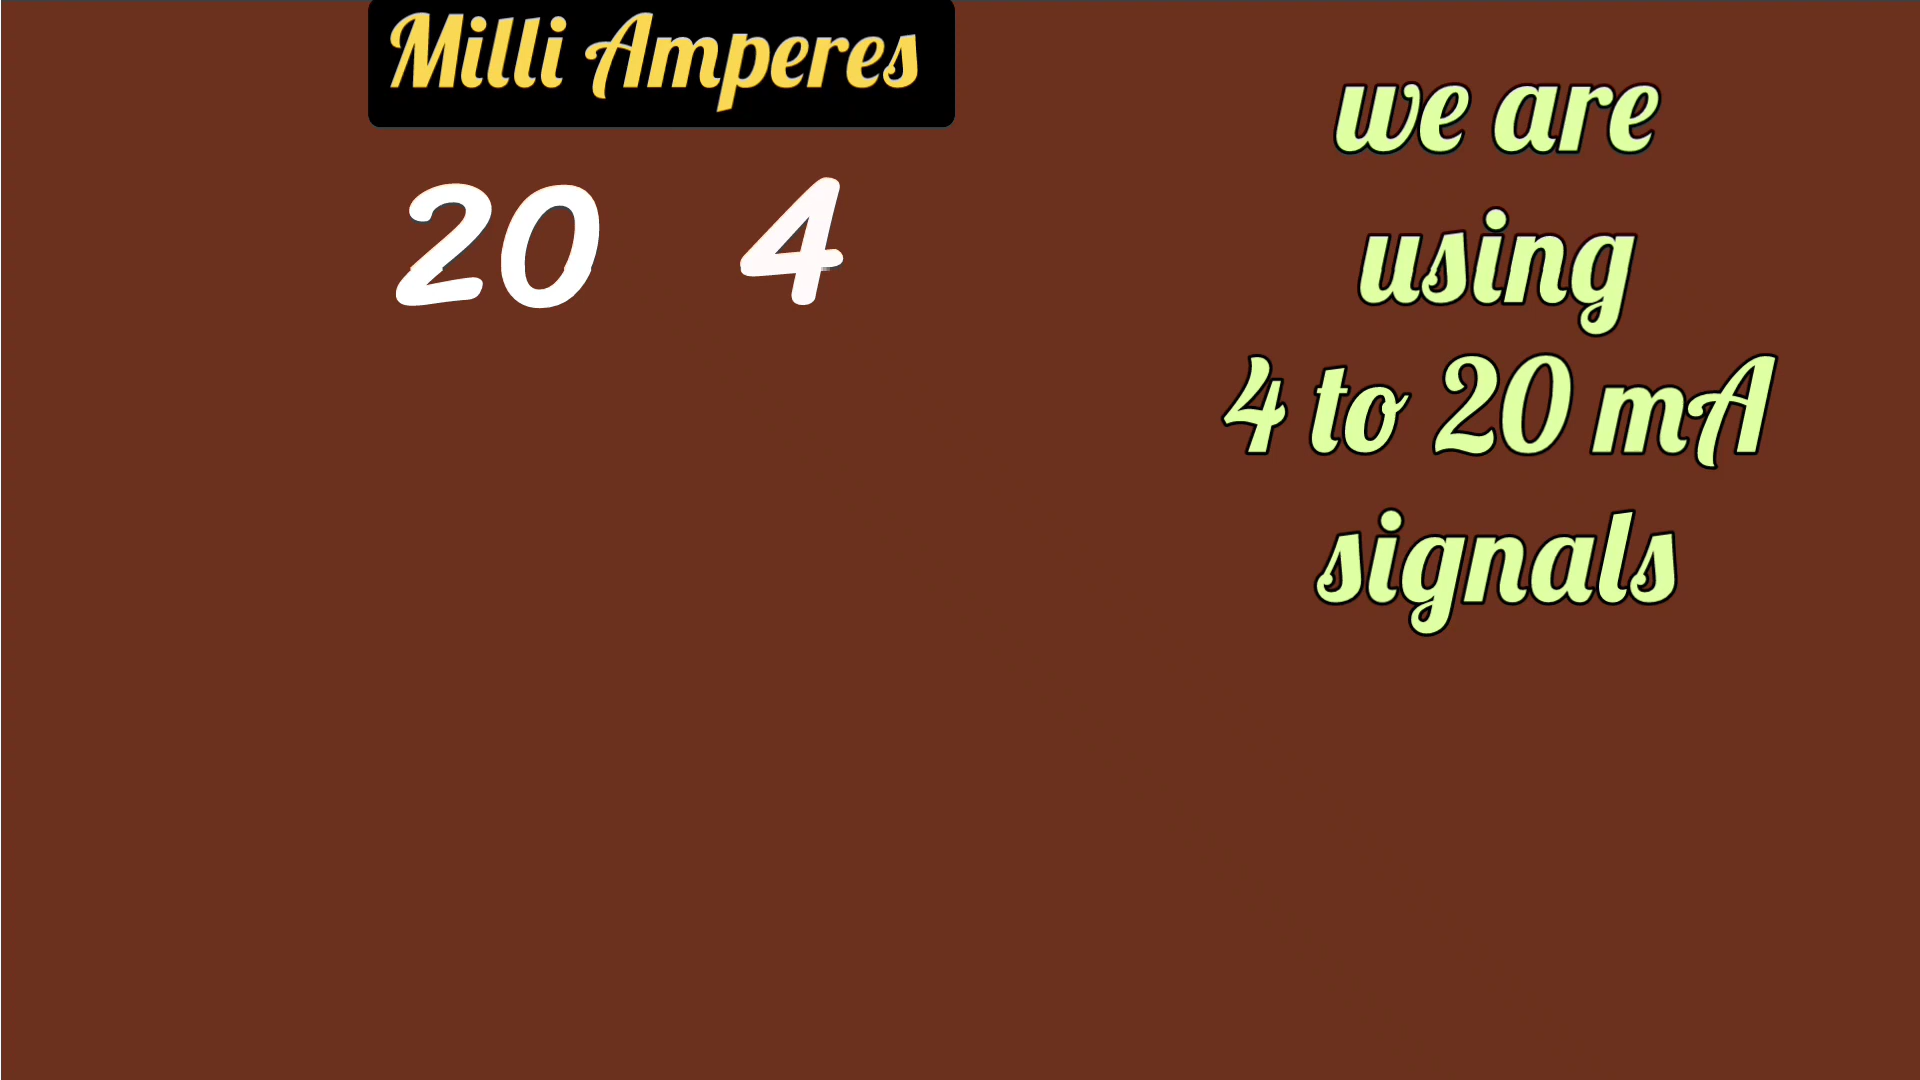 Milli Amperes
20 4
we are
using
4 to 20 mA
signals